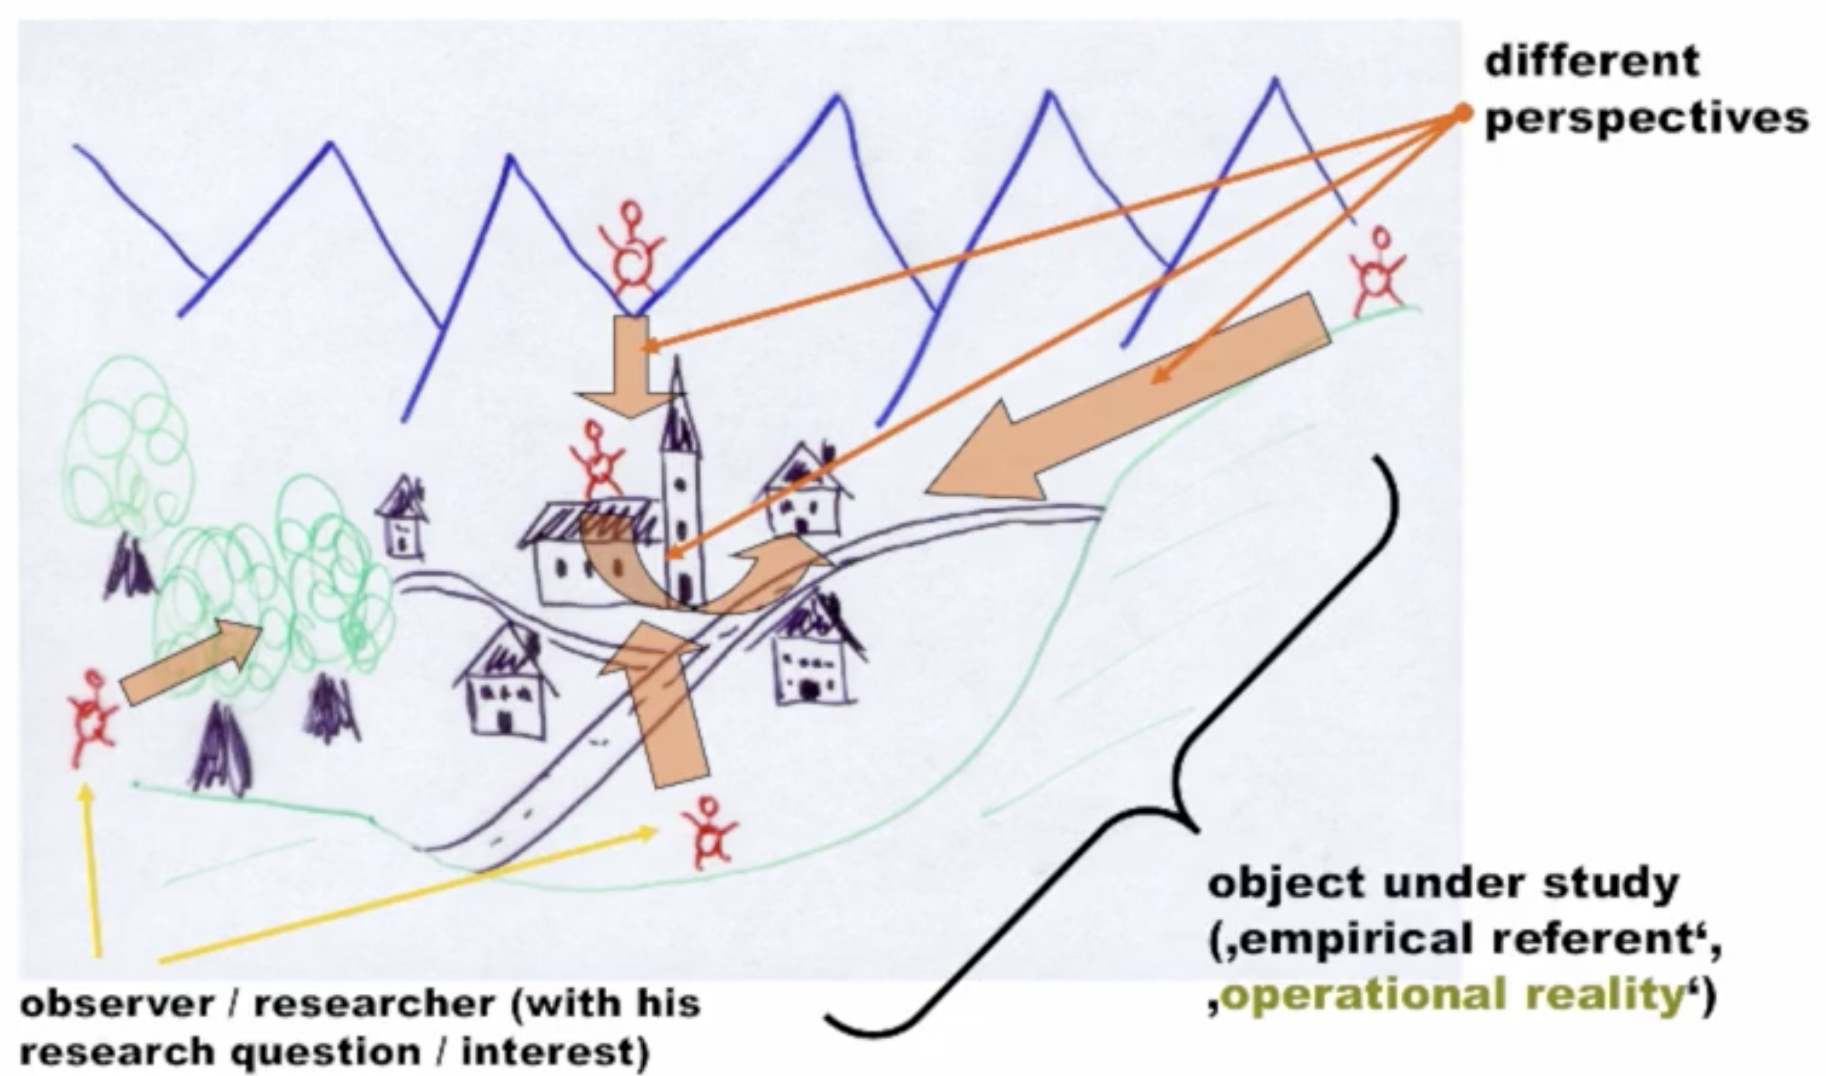 different
perspectives
object under study
(‚empirical referent‘,
‚operational reality‘)
observer / researcher (with his
research question / interest)